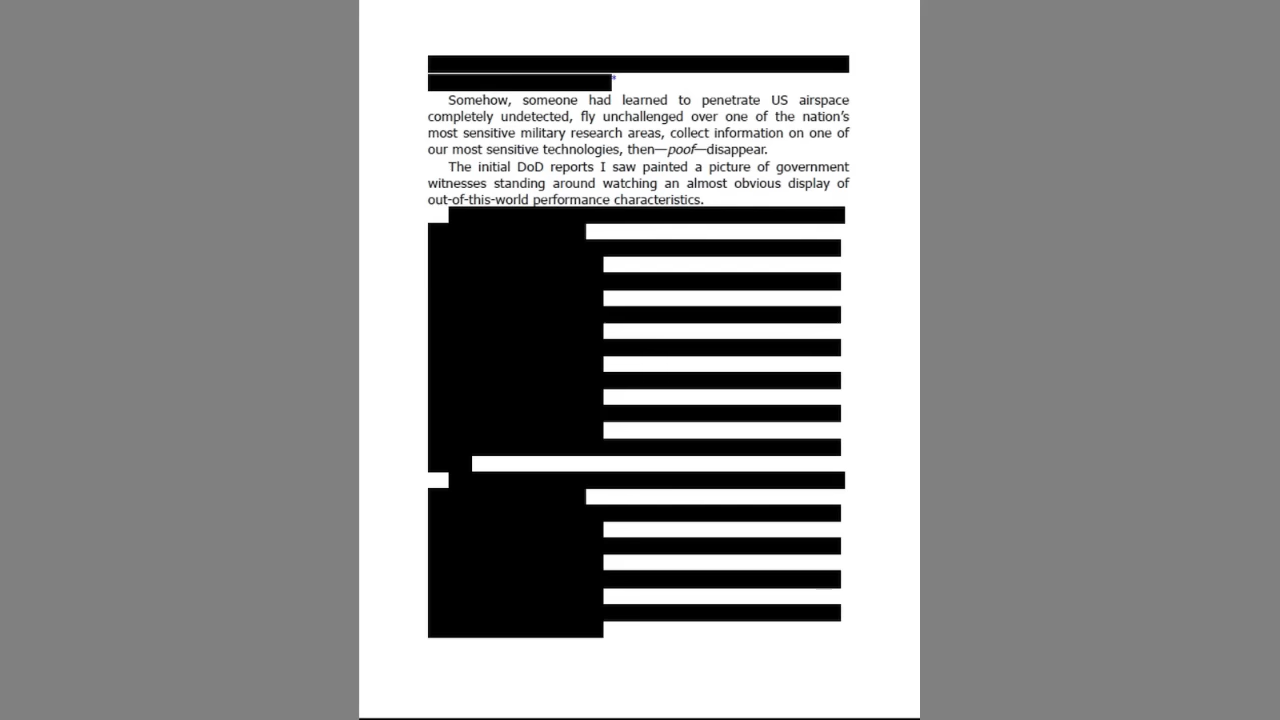 *
Somehow, someone had learned to penetrate US airspace
completely undetected, fly unchallenged over one of the nation's
most sensitive military research areas, collect information on one of
our most sensitive technologies, then—poof—disappear.
The initial DoD reports I saw painted a picture of government
witnesses standing around watching an almost obvious display of
out-of-this-world performance characteristics.